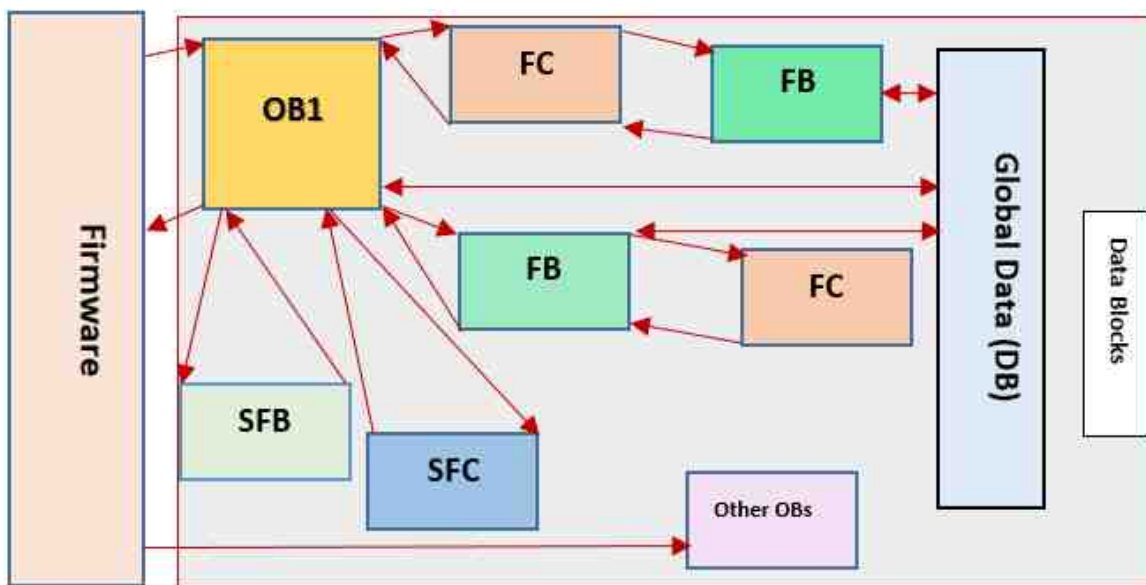 Firmware
OB1
FC
FB
FB
FC
SFB
SFC
Other OBs
Global Data (DB)
Data Blocks